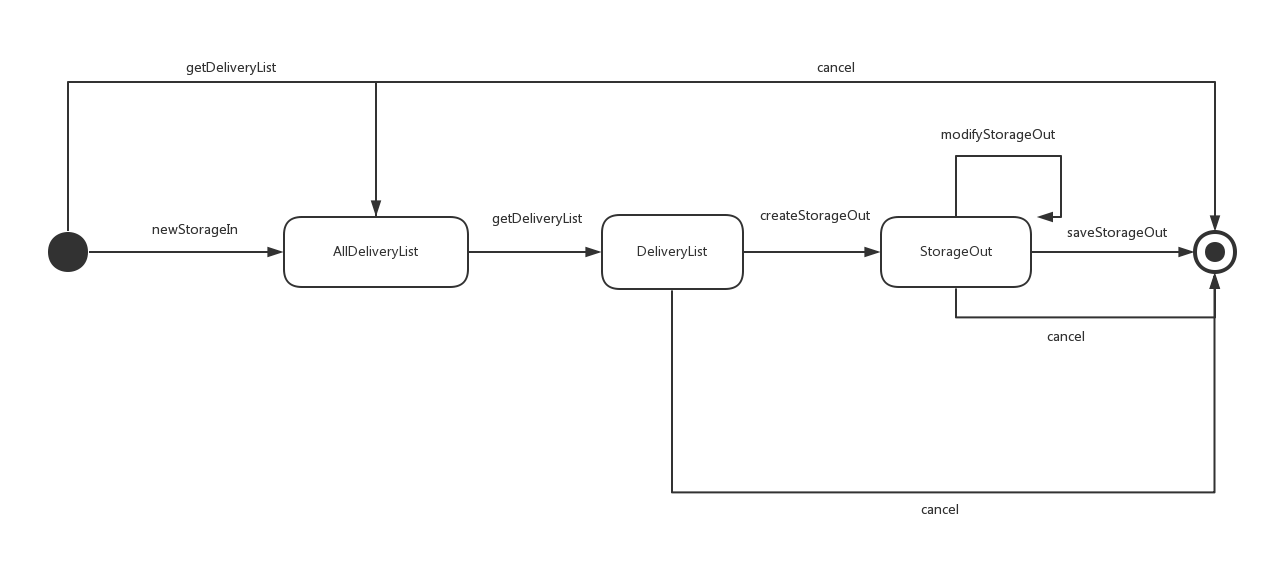 getDeliveryList
cancel
modifyStorageOut
newStorageIn
getDeliveryList
createStorageOut
saveStorageOut
AllDeliveryList
DeliveryList
StorageOut
cancel
cancel